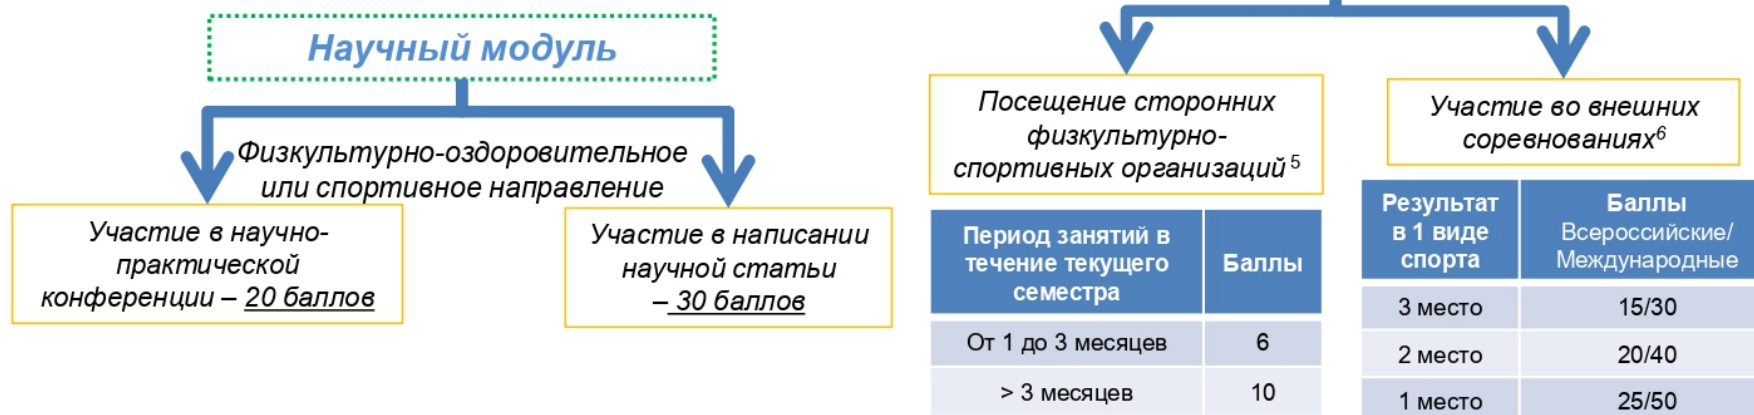 Научный модуль
Физкультурно-оздоровительное
или спортивное направление
Участие в научно-
практической
конференции – 20 баллов
Участие в написании
научной статьи
– 30 баллов
Посещение сторонних
физкультурно-
спортивных организаций 5
Период занятий в
течение текущего
семестра
Баллы
От 1 до 3 месяцев 6
> 3 месяцев 10
Участие во внешних
соревнованиях6
Результат
в 1 виде
спорта
Баллы
Всероссийские/
Международные
3 место 15/30
2 место 20/40
1 место 25/50